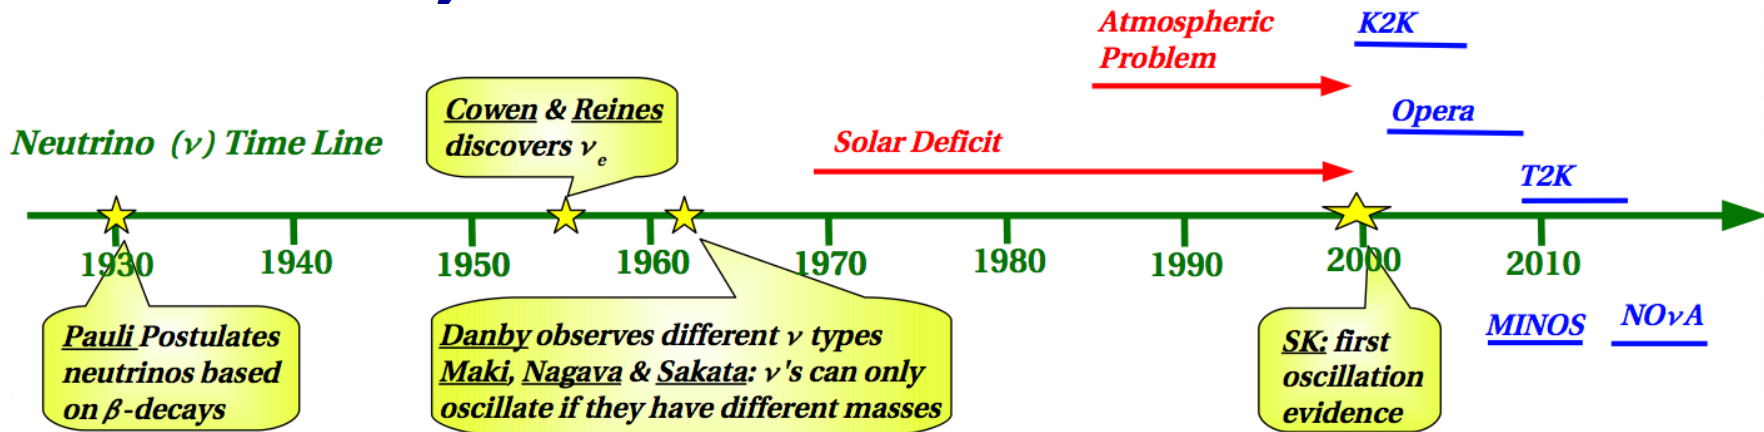 Atmospheric
Problem
K2K
Cowen & Reines
discovers νe
Opera
Neutrino (ν) Time Line
Solar Deficit
T2K
1930
1940
1950
1960
1970
1980
1990
2000
2010
Pauli Postulates
neutrinos based
on β-decays
Danby observes different ν types
Maki, Nagava & Sakata: ν's can only
oscillate if they have different masses
SK: first
oscillation
evidence
MINOS
NOνA